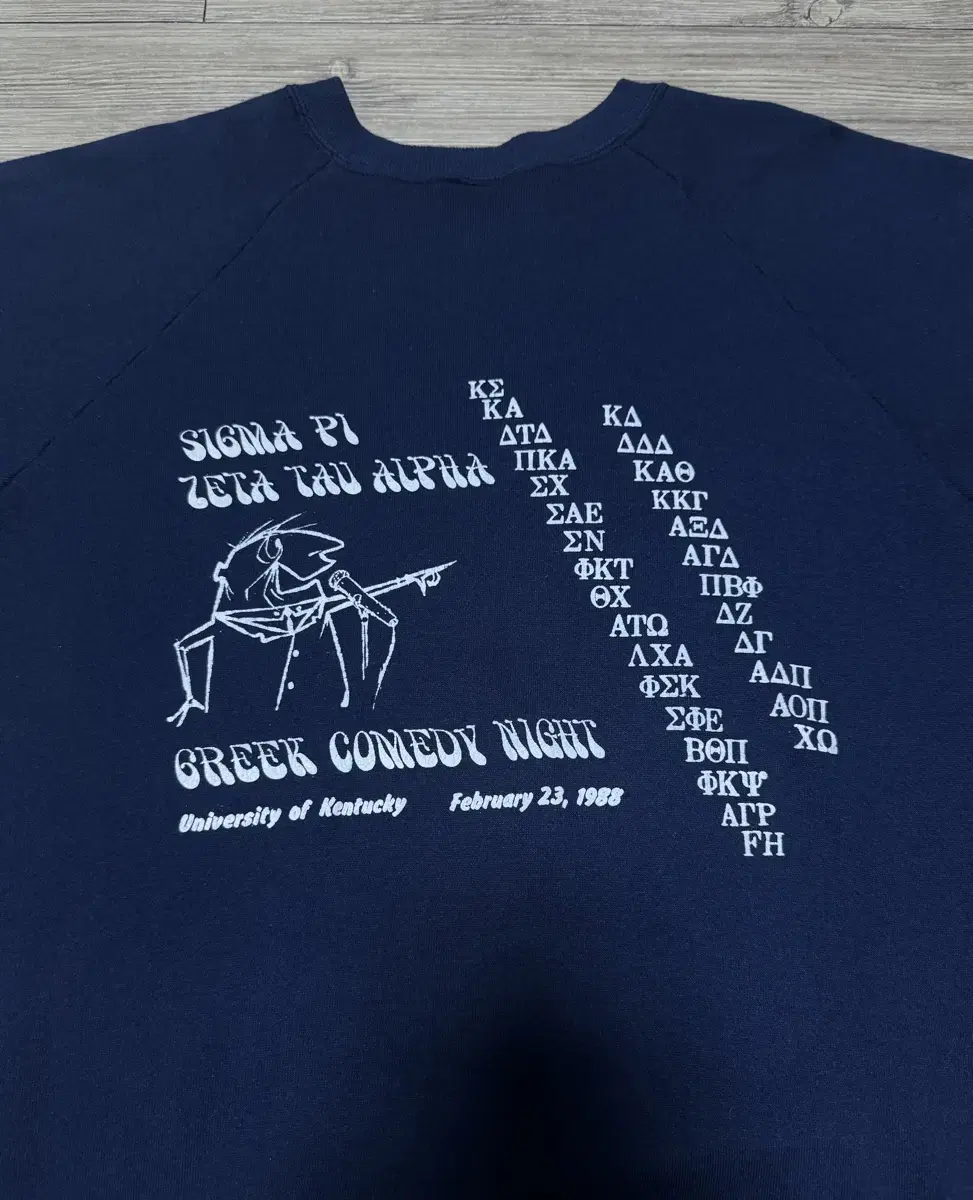 SIGMA PI
ZETA TAU ALPHA
GREEK COMEDY NIGHT
University of Kentucky February 23, 1988
ΚΣ
ΚΑ
ΔΤΔ
ΠΚΑ
ΣΧ
ΣΑΕ
ΣΝ
ΦΚΤ
ΘΧ
ΑΤΩ
ΛΧΑ
ΦΣΚ
ΣΦΕ
ΒΘΠ
ΦΚΨ
ΑΓΡ
FH
ΚΔ
ΔΔΔ
ΚΑΘ
ΚΚΓ
ΑΞΔ
ΑΓΔ
ΠΒΦ
ΔΖ
ΔΓ
ΑΔΠ
ΑΟΠ
ΧΩ